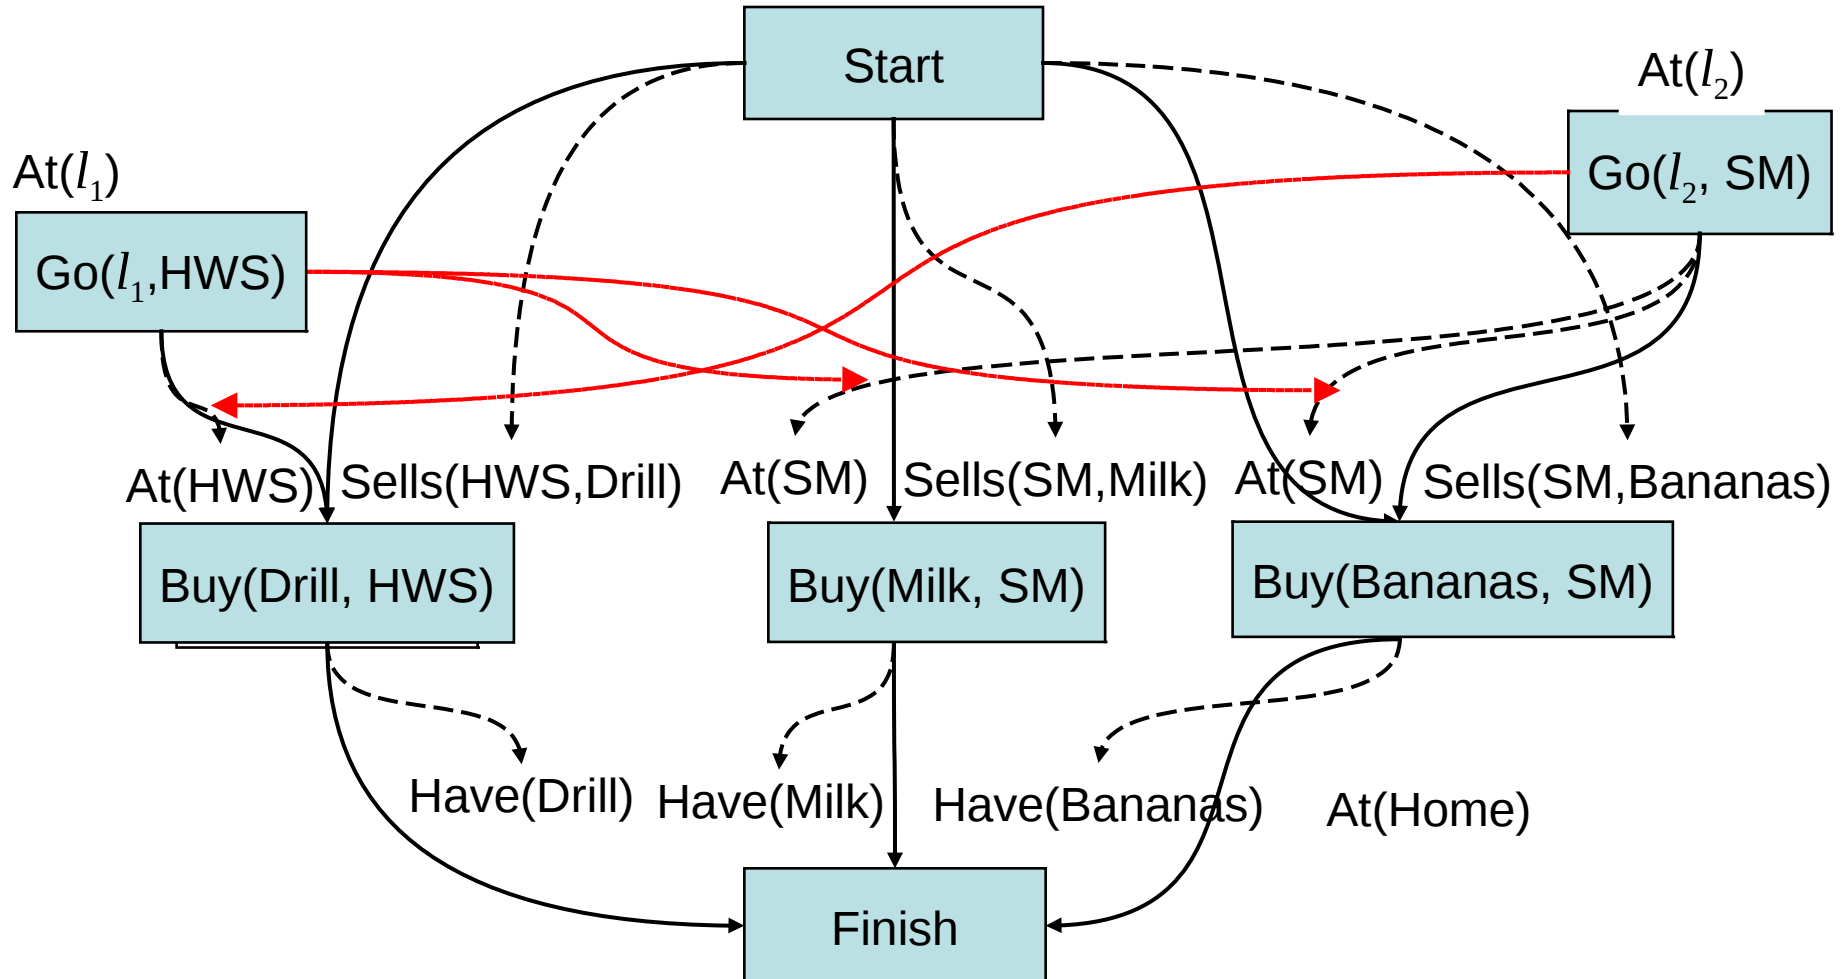 Start
At(l2)
At(l1)
Go(l2, SM)
Go(l1,HWS)
At(HWS)
Sells(HWS,Drill)
At(SM)
Sells(SM,Milk)
At(SM)
Sells(SM,Bananas)
Buy(Drill, HWS)
Buy(Milk, SM)
Buy(Bananas, SM)
Have(Drill)
Have(Milk)
Have(Bananas)
At(Home)
Finish